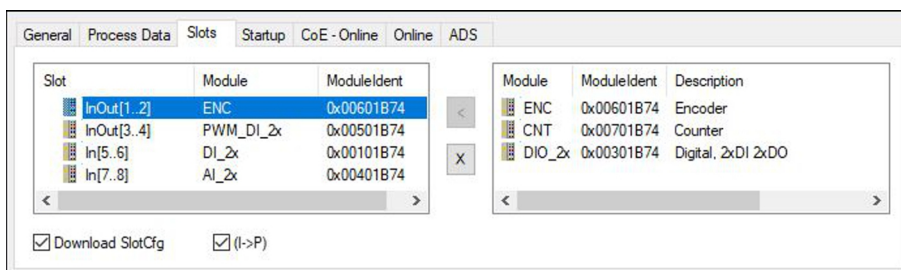 General Process Data Slots Startup CoE - Online Online ADS
Slot Module ModuleIdent
InOut[1..2] ENC 0x00601B74
InOut[3..4] PWM_DI_2x 0x00501B74
In[5..6] DI_2x 0x00101B74
In[7..8] AI_2x 0x00401B74
<
X
Module ModuleIdent Description
ENC 0x00601B74 Encoder
CNT 0x00701B74 Counter
DIO_2x 0x00301B74 Digital, 2xDI 2xDO
Download SlotCfg (I->P)